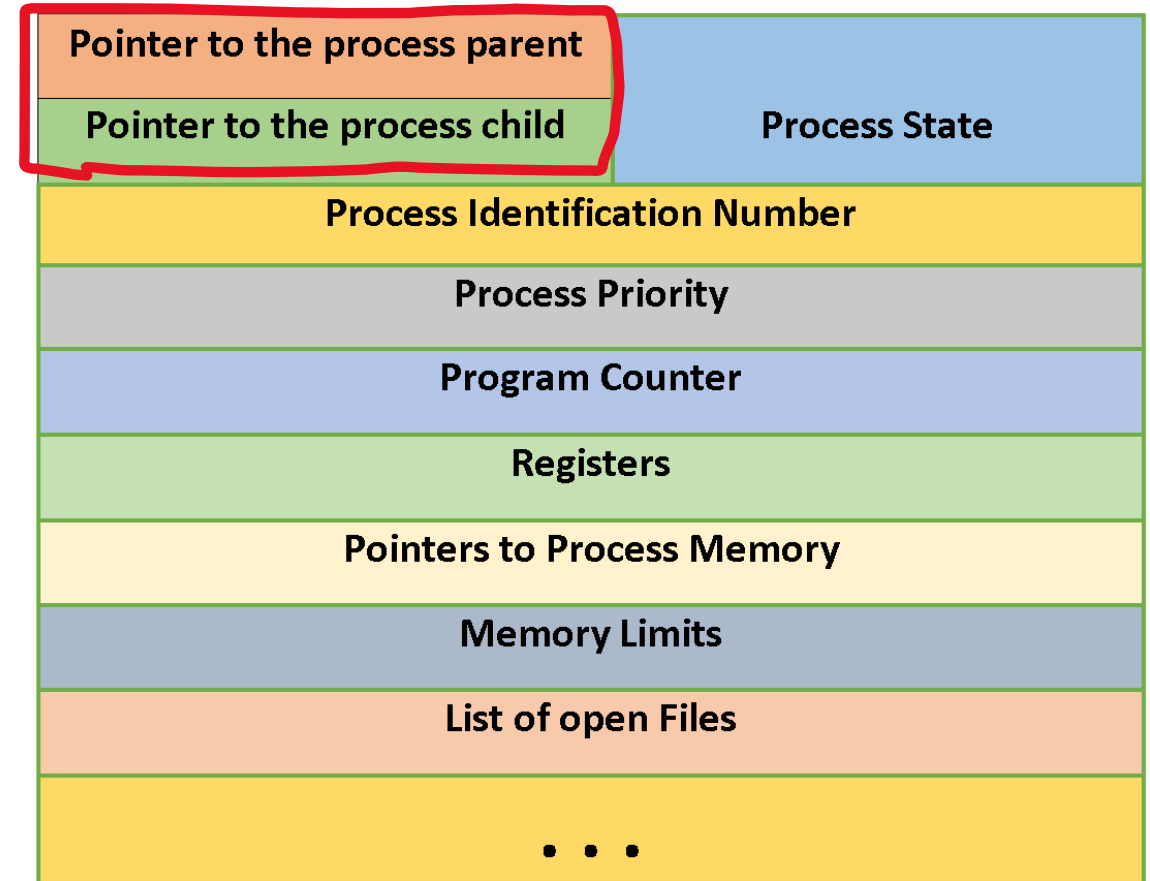 Pointer to the process parent
Pointer to the process child
Process State
Process Identification Number
Process Priority
Program Counter
Registers
Pointers to Process Memory
Memory Limits
List of open Files
. . .